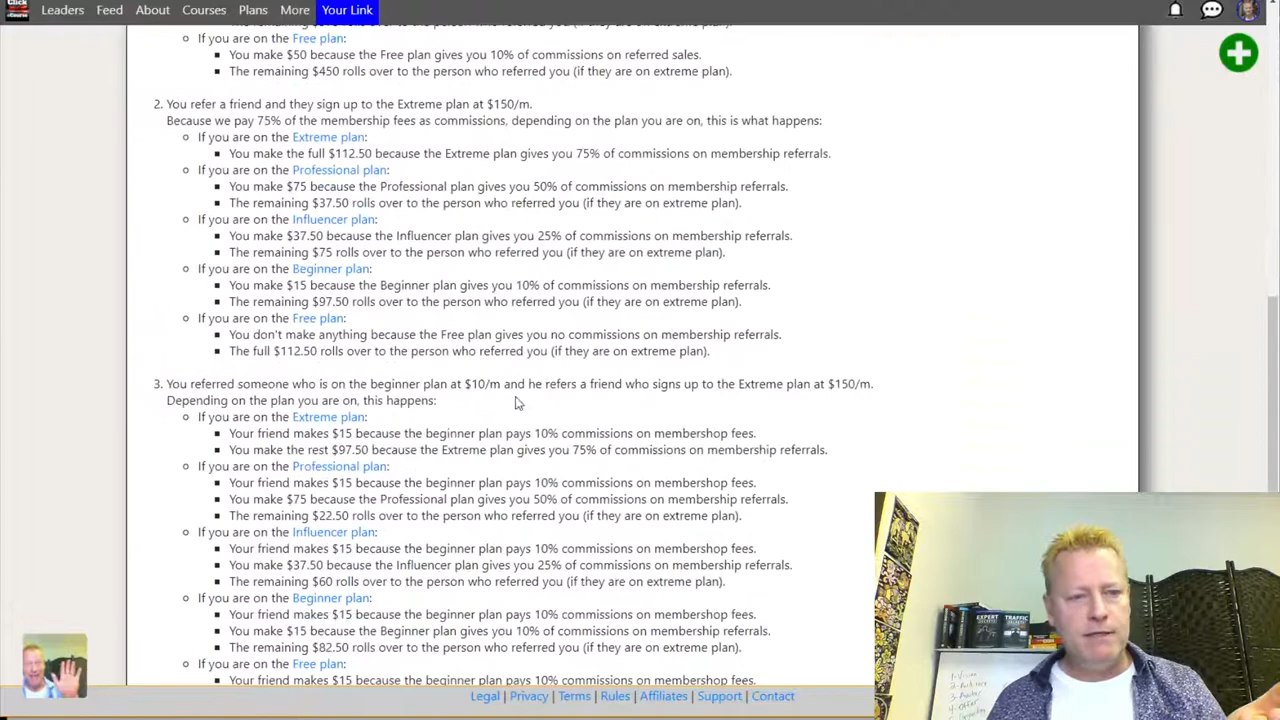 Click
eCourse
Leaders Feed About Courses Plans More Your Link
If you are on the Free plan:
You make $50 because the Free plan gives you 10% of commissions on referred sales.
The remaining $450 rolls over to the person who referred you (if they are on extreme plan).
2. You refer a friend and they sign up to the Extreme plan at $150/m.
Because we pay 75% of the membership fees as commissions, depending on the plan you are on, this is what happens:
If you are on the Extreme plan:
You make the full $112.50 because the Extreme plan gives you 75% of commissions on membership referrals.
If you are on the Professional plan:
You make $75 because the Professional plan gives you 50% of commissions on membership referrals.
The remaining $37.50 rolls over to the person who referred you (if they are on extreme plan).
If you are on the Influencer plan:
You make $37.50 because the Influencer plan gives you 25% of commissions on membership referrals.
The remaining $75 rolls over to the person who referred you (if they are on extreme plan).
If you are on the Beginner plan:
You make $15 because the Beginner plan gives you 10% of commissions on membership referrals.
The remaining $97.50 rolls over to the person who referred you (if they are on extreme plan).
If you are on the Free plan:
You don't make anything because the Free plan gives you no commissions on membership referrals.
The full $112.50 rolls over to the person who referred you (if they are on extreme plan).
3. You referred someone who is on the beginner plan at $10/m and he refers a friend who signs up to the Extreme plan at $150/m.
Depending on the plan you are on, this happens:
If you are on the Extreme plan:
Your friend makes $15 because the beginner plan pays 10% commissions on membershop fees.
You make the rest $97.50 because the Extreme plan gives you 75% of commissions on membership referrals.
If you are on the Professional plan:
Your friend makes $15 because the beginner plan pays 10% commissions on membershop fees.
You make $75 because the Professional plan gives you 50% of commissions on membership referrals.
The remaining $22.50 rolls over to the person who referred you (if they are on extreme plan).
If you are on the Influencer plan:
Your friend makes $15 because the beginner plan pays 10% commissions on membershop fees.
You make $37.50 because the Influencer plan gives you 25% of commissions on membership referrals.
The remaining $60 rolls over to the person who referred you (if they are on extreme plan).
If you are on the Beginner plan:
Your friend makes $15 because the beginner plan pays 10% commissions on membershop fees.
You make $15 because the Beginner plan gives you 10% of commissions on membership referrals.
The remaining $82.50 rolls over to the person who referred you (if they are on extreme plan).
If you are on the Free plan:
Your friend makes $15 because the beginner plan pays 10% commissions on membershop fees.
Legal | Privacy | Terms | Rules | Affiliates | Support | Contact
EXPERT
SECRETS
TRAFFIC
SECRETS